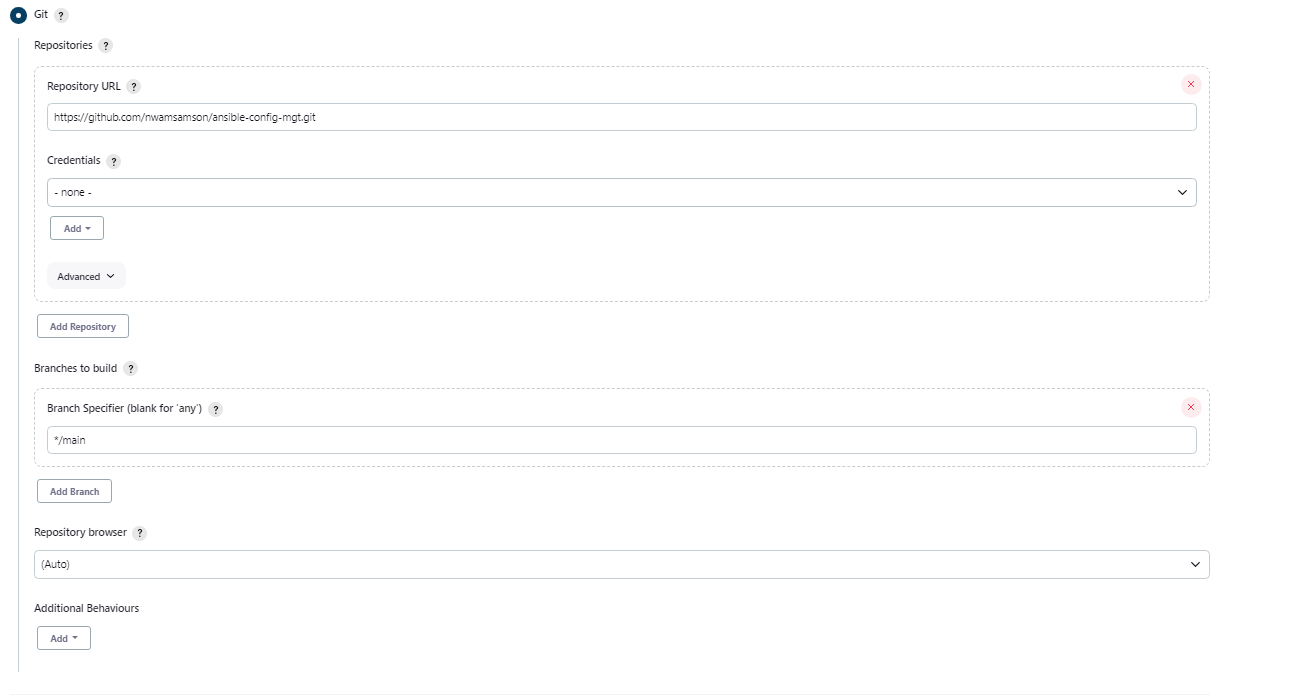 Git ?
Repositories ?
Repository URL ?
https://github.com/nwamsamson/ansible-config-mgt.git
Credentials ?
- none -
Add
Advanced
Add Repository
Branches to build ?
Branch Specifier (blank for 'any') ?
*/main
Add Branch
Repository browser ?
(Auto)
Additional Behaviours
Add